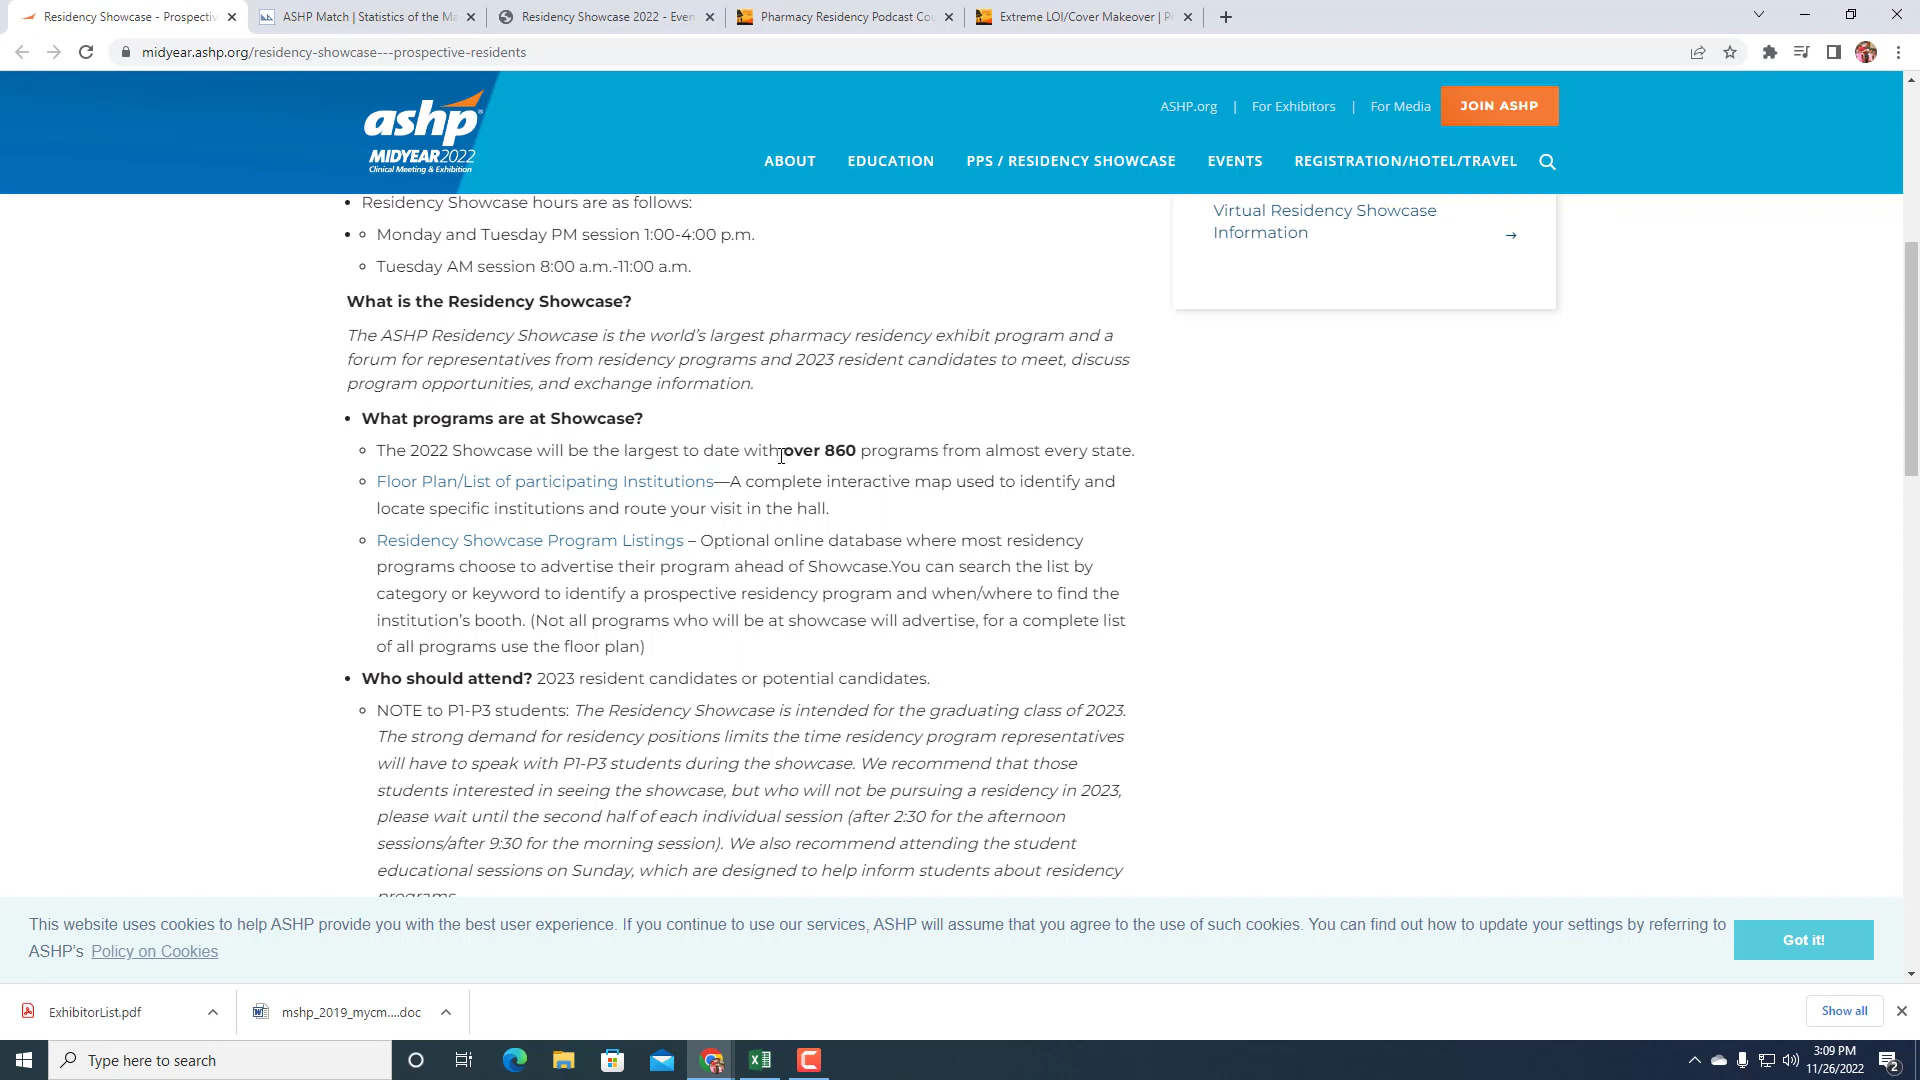 Residency Showcase - Prospectiv
ASHP Match | Statistics of the Ma
Residency Showcase 2022 - Even
Pharmacy Residency Podcast Cou
Extreme LOI/Cover Makeover | P
midyear.ashp.org/residency-showcase---prospective-residents
ashp
MIDYEAR2022
Clinical Meeting & Exhibition
ASHP.org | For Exhibitors | For Media JOIN ASHP
ABOUT EDUCATION PPS / RESIDENCY SHOWCASE EVENTS REGISTRATION/HOTEL/TRAVEL
• Residency Showcase hours are as follows:
Monday and Tuesday PM session 1:00-4:00 p.m.
Tuesday AM session 8:00 a.m.-11:00 a.m.
Virtual Residency Showcase
Information →
What is the Residency Showcase?
The ASHP Residency Showcase is the world's largest pharmacy residency exhibit program and a
forum for representatives from residency programs and 2023 resident candidates to meet, discuss
program opportunities, and exchange information.
• What programs are at Showcase?
The 2022 Showcase will be the largest to date with over 860 programs from almost every state.
Floor Plan/List of participating Institutions—A complete interactive map used to identify and
locate specific institutions and route your visit in the hall.
Residency Showcase Program Listings – Optional online database where most residency
programs choose to advertise their program ahead of Showcase.You can search the list by
category or keyword to identify a prospective residency program and when/where to find the
institution's booth. (Not all programs who will be at showcase will advertise, for a complete list
of all programs use the floor plan)
• Who should attend? 2023 resident candidates or potential candidates.
NOTE to P1-P3 students: The Residency Showcase is intended for the graduating class of 2023.
The strong demand for residency positions limits the time residency program representatives
will have to speak with P1-P3 students during the showcase. We recommend that those
students interested in seeing the showcase, but who will not be pursuing a residency in 2023,
please wait until the second half of each individual session (after 2:30 for the afternoon
sessions/after 9:30 for the morning session). We also recommend attending the student
educational sessions on Sunday, which are designed to help inform students about residency
programs.
This website uses cookies to help ASHP provide you with the best user experience. If you continue to use our services, ASHP will assume that you agree to the use of such cookies. You can find out how to update your settings by referring to
ASHP's Policy on Cookies
Got it!
ExhibitorList.pdf
mshp_2019_mycm....doc
Show all
Type here to search
3:09 PM
11/26/2022
2